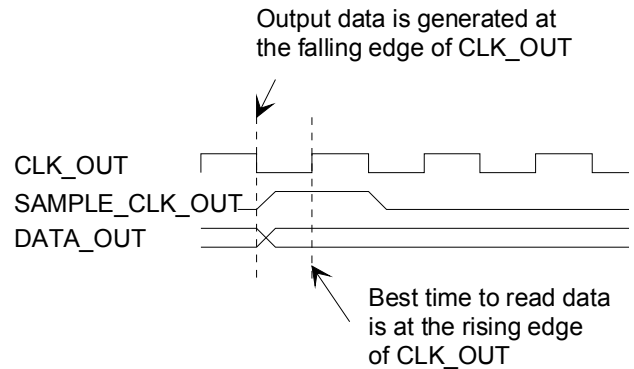 Output data is generated at
the falling edge of CLK_OUT
CLK_OUT
SAMPLE_CLK_OUT
DATA_OUT
Best time to read data
is at the rising edge
of CLK_OUT